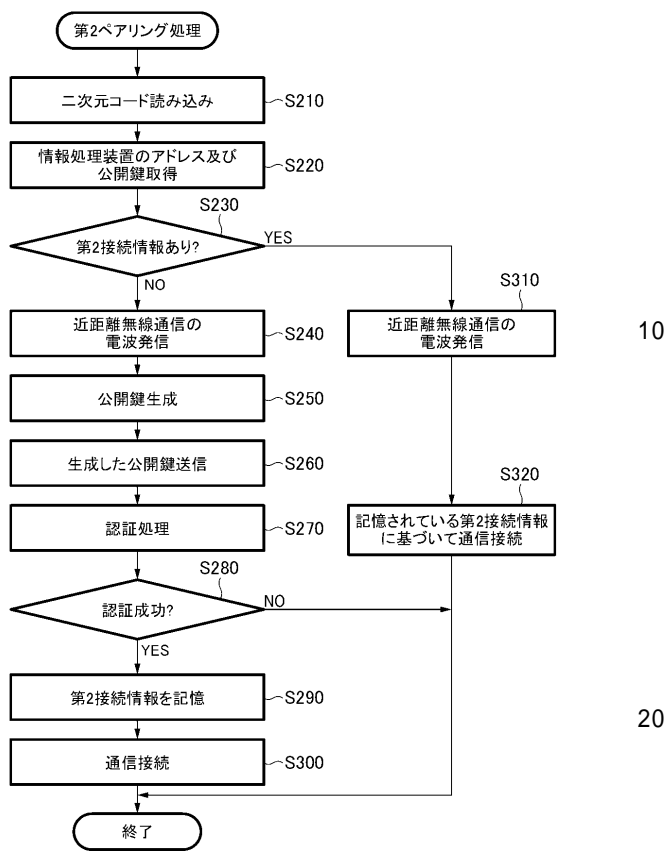 第2ペアリング処理
二次元コード読み込み
S210
情報処理装置のアドレス及び
公開鍵取得
S220
S230
第2接続情報あり?
YES
NO
近距離無線通信の
電波発信
S240
S310
近距離無線通信の
電波発信
10
公開鍵生成
S250
生成した公開鍵送信
S260
認証処理
S270
S320
記憶されている第2接続情報
に基づいて通信接続
S280
認証成功?
NO
YES
第2接続情報を記憶
S290
20
通信接続
S300
終了